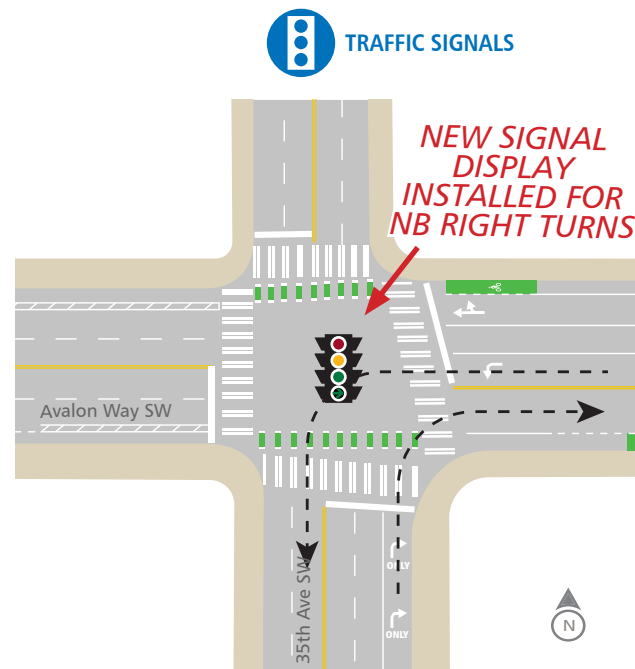 TRAFFIC SIGNALS
NEW SIGNAL
DISPLAY
INSTALLED FOR
NB RIGHT TURNS
Avalon Way SW
35th Ave SW
ONLY
ONLY
N